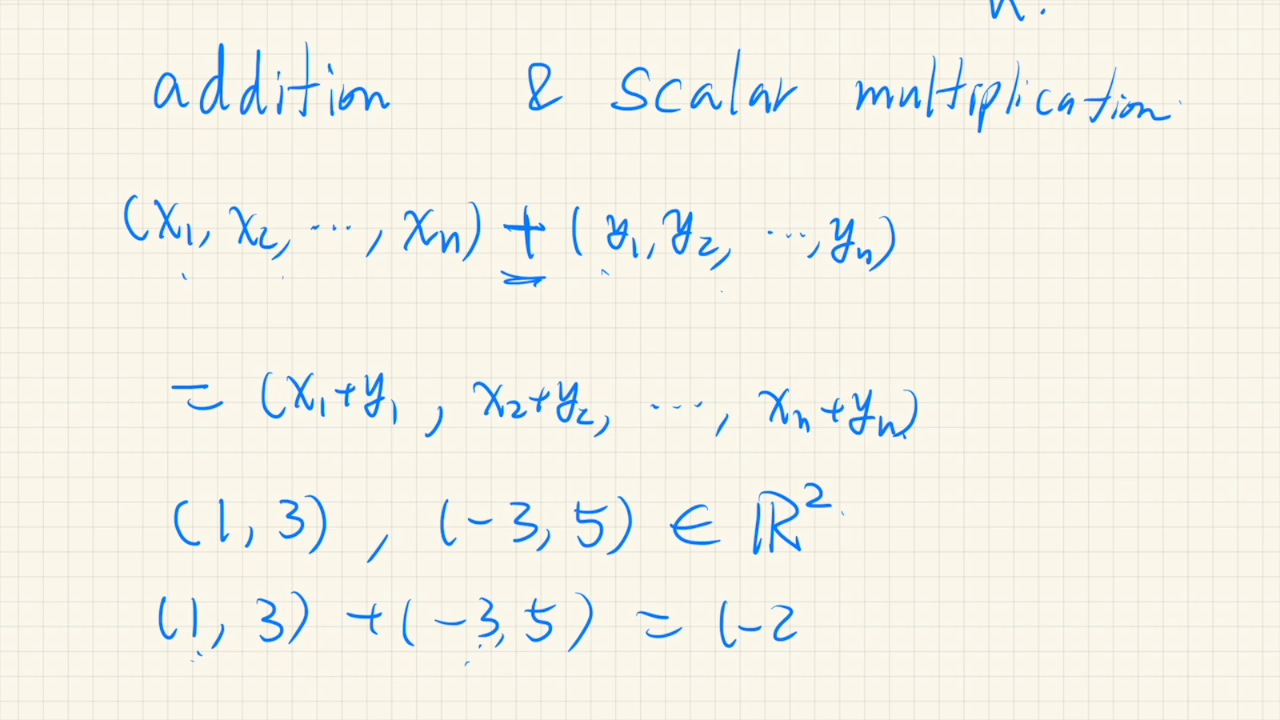 addition & scalar multiplication
(x₁, x₂, ..., xₙ) + (y₁, y₂, ..., yₙ)
= (x₁+y₁, x₂+y₂, ..., xₙ+yₙ)
(1, 3), (-3, 5) ∈ ℝ²
(1, 3) + (-3, 5) = (-2